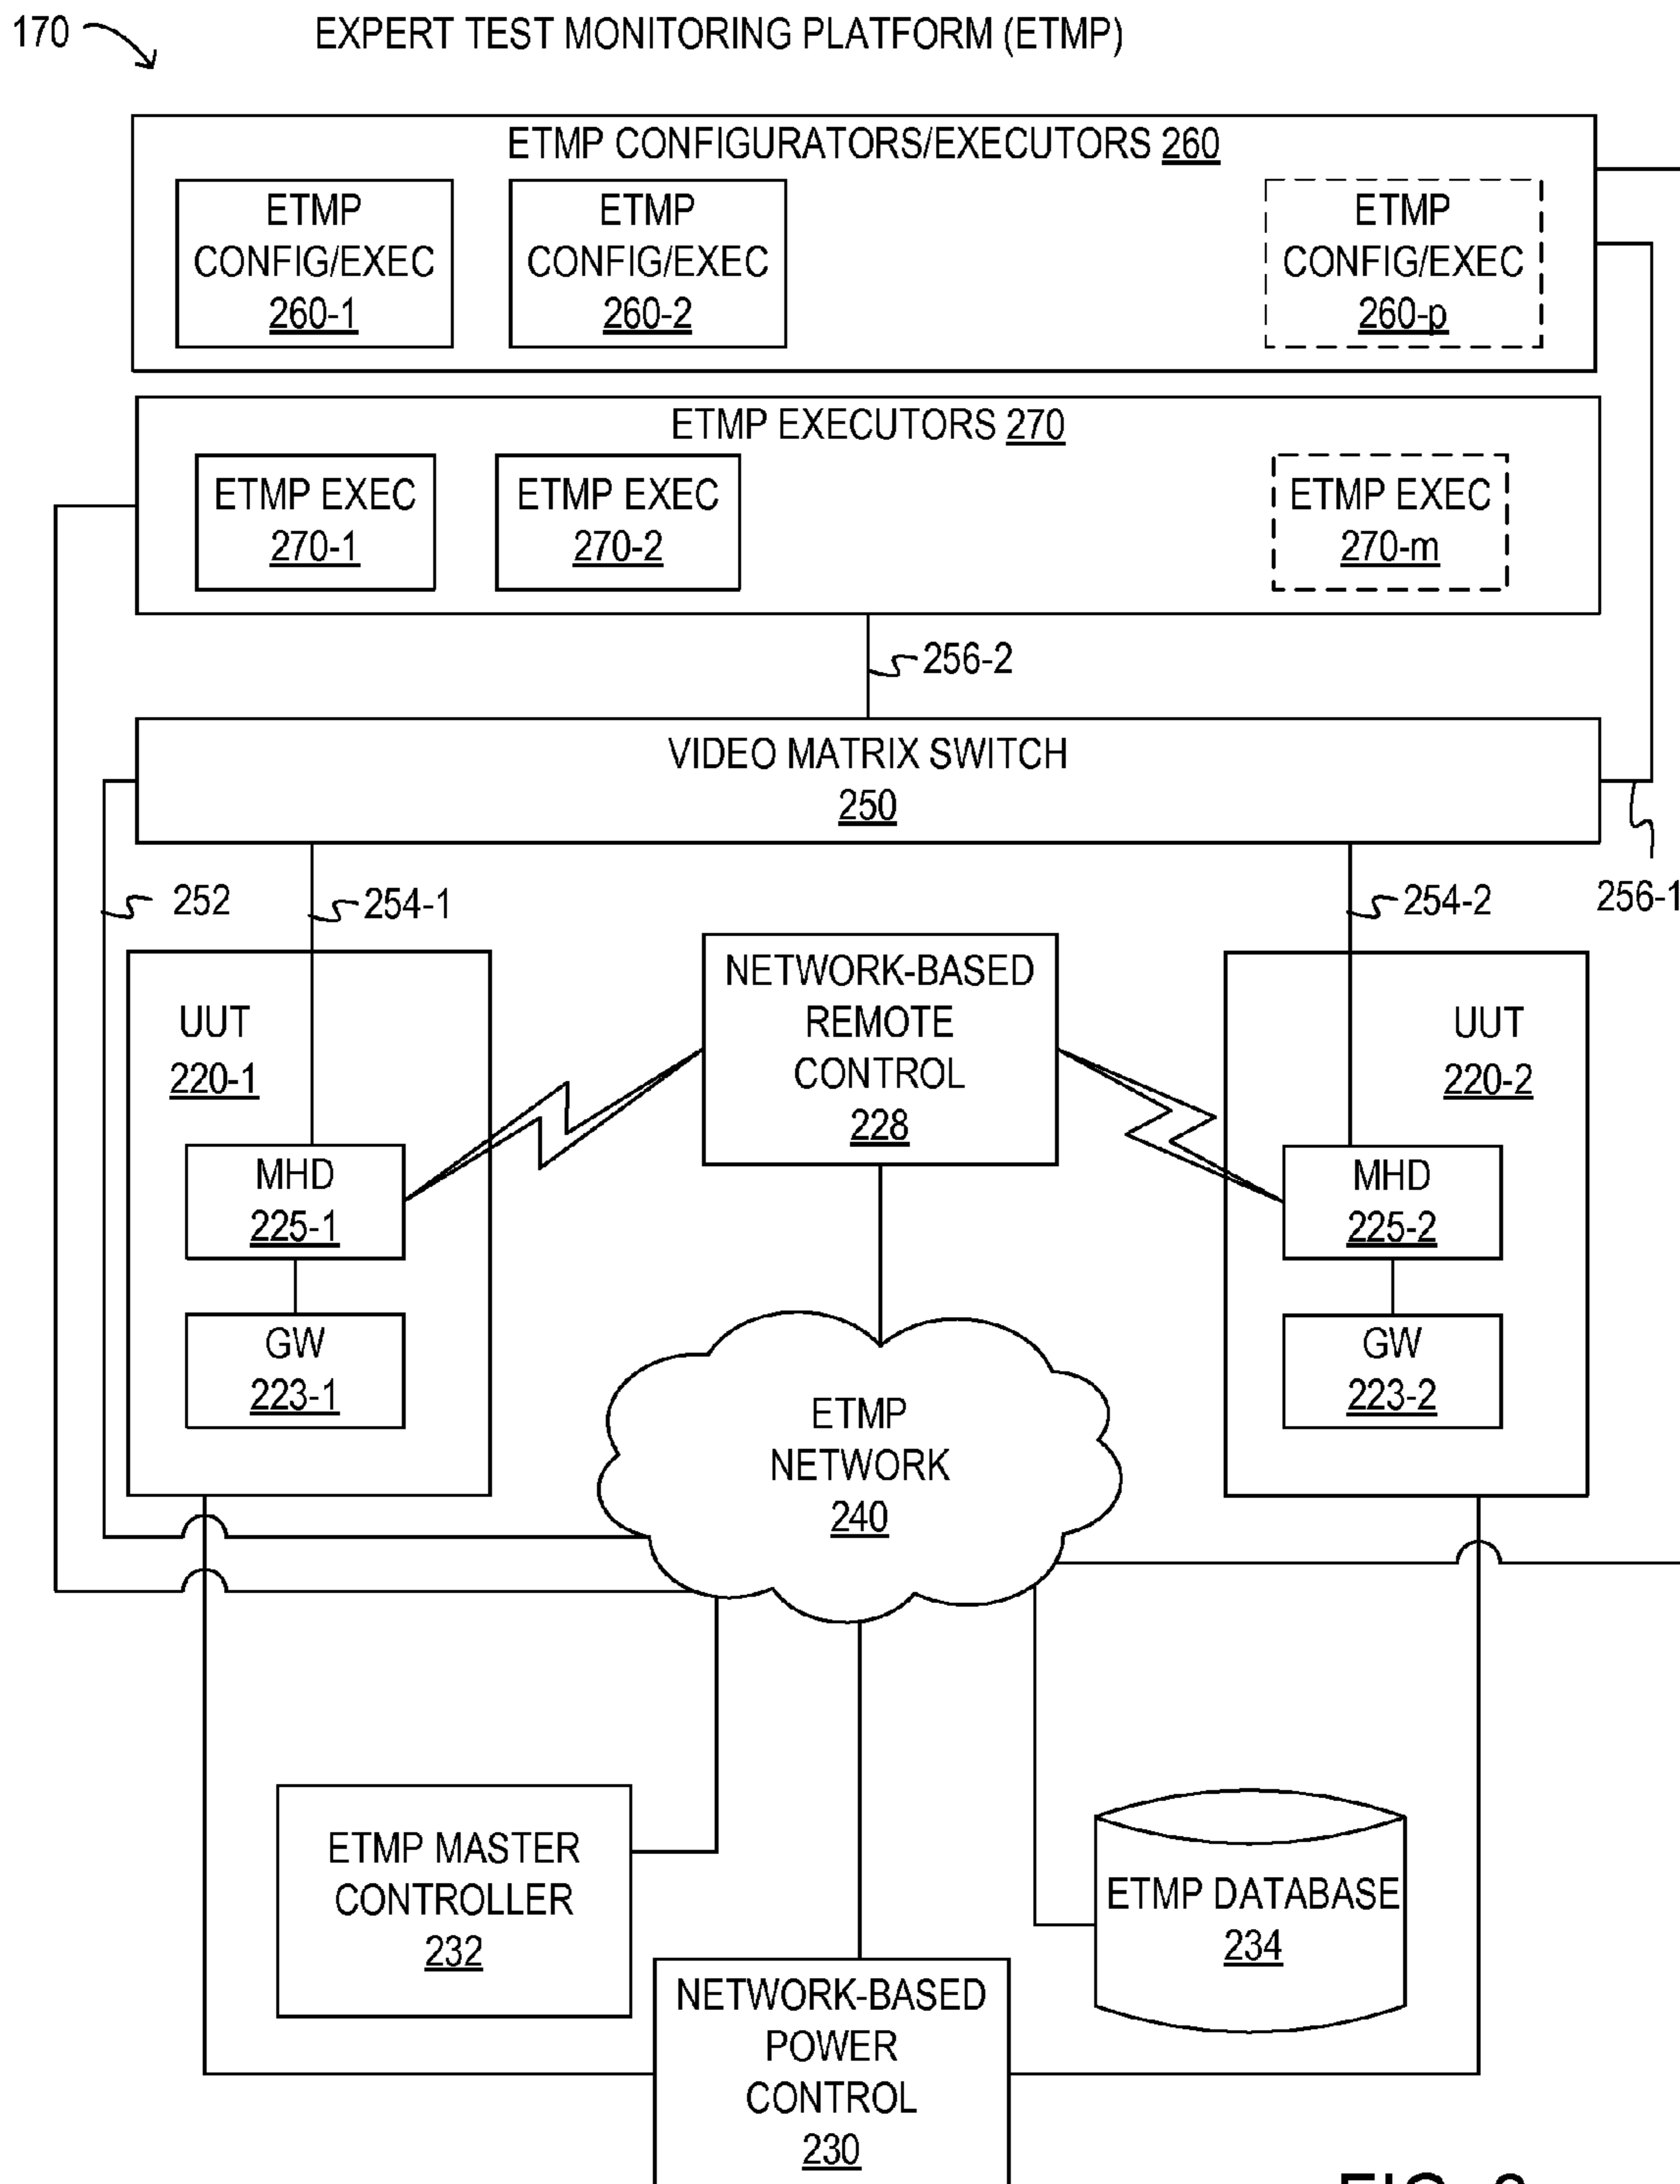 170
EXPERT TEST MONITORING PLATFORM (ETMP)
ETMP CONFIGURATORS/EXECUTORS 260
ETMP
CONFIG/EXEC
260-1
ETMP
CONFIG/EXEC
260-2
ETMP
CONFIG/EXEC
260-p
ETMP EXECUTORS 270
ETMP EXEC
270-1
ETMP EXEC
270-2
ETMP EXEC
270-m
256-2
VIDEO MATRIX SWITCH
250
252
254-1
254-2
256-1
UUT
220-1
NETWORK-BASED
REMOTE
CONTROL
228
UUT
220-2
MHD
225-1
MHD
225-2
GW
223-1
GW
223-2
ETMP
NETWORK
240
ETMP MASTER
CONTROLLER
232
ETMP DATABASE
234
NETWORK-BASED
POWER
CONTROL
230